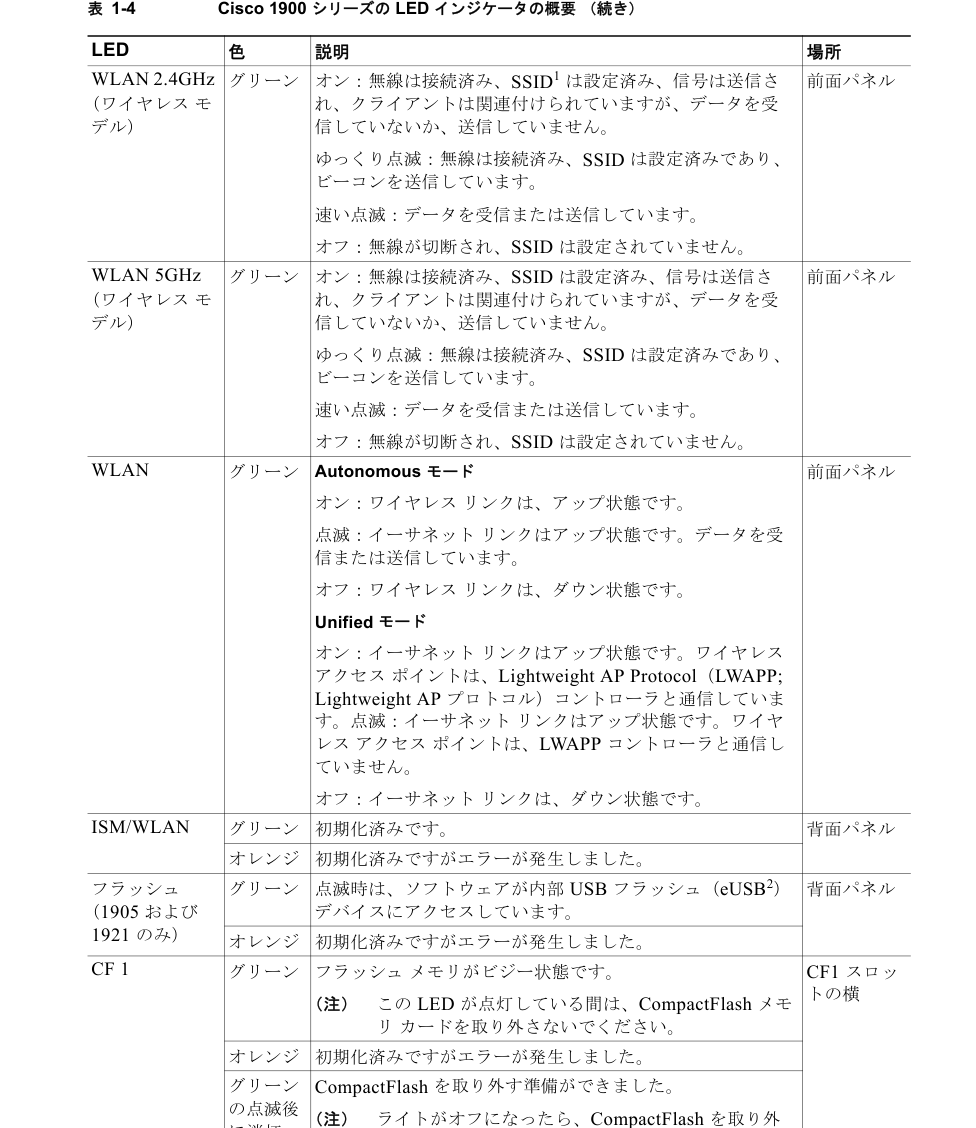 表 1-4 Cisco 1900 シリーズの LED インジケータの概要 (続き)
LED 色 説明 場所
WLAN 2.4GHz
(ワイヤレス モ
デル)
グリーン
オン:無線は接続済み、SSID1 は設定済み、信号は送信さ
れ、クライアントは関連付けられていますが、データを受
信していないか、送信していません。
ゆっくり点滅:無線は接続済み、SSID は設定済みであり、
ビーコンを送信しています。
速い点滅:データを受信または送信しています。
オフ:無線が切断され、SSID は設定されていません。
前面パネル
WLAN 5GHz
(ワイヤレス モ
デル)
グリーン
オン:無線は接続済み、SSID は設定済み、信号は送信さ
れ、クライアントは関連付けられていますが、データを受
信していないか、送信していません。
ゆっくり点滅:無線は接続済み、SSID は設定済みであり、
ビーコンを送信しています。
速い点滅:データを受信または送信しています。
オフ:無線が切断され、SSID は設定されていません。
前面パネル
WLAN
グリーン
Autonomous モード
オン:ワイヤレス リンクは、アップ状態です。
点滅:イーサネット リンクはアップ状態です。データを受
信または送信しています。
オフ:ワイヤレス リンクは、ダウン状態です。
Unified モード
オン:イーサネット リンクはアップ状態です。ワイヤレス
アクセス ポイントは、Lightweight AP Protocol(LWAPP;
Lightweight AP プロトコル)コントローラと通信していま
す。点滅:イーサネット リンクはアップ状態です。ワイヤ
レス アクセス ポイントは、LWAPP コントローラと通信し
ていません。
オフ:イーサネット リンクは、ダウン状態です。
前面パネル
ISM/WLAN
グリーン 初期化済みです。
背面パネル
オレンジ 初期化済みですがエラーが発生しました。
フラッシュ
(1905 および
1921 のみ)
グリーン
点滅時は、ソフトウェアが内部 USB フラッシュ(eUSB2)
デバイスにアクセスしています。
背面パネル
オレンジ 初期化済みですがエラーが発生しました。
CF 1
グリーン
フラッシュ メモリがビジー状態です。
(注) この LED が点灯している間は、CompactFlash メモ
リ カードを取り外さないでください。
CF1 スロッ
トの横
オレンジ 初期化済みですがエラーが発生しました。
グリーン
の点滅後
CompactFlash を取り外す準備ができました。
(注) ライトがオフになったら、CompactFlash を取り外